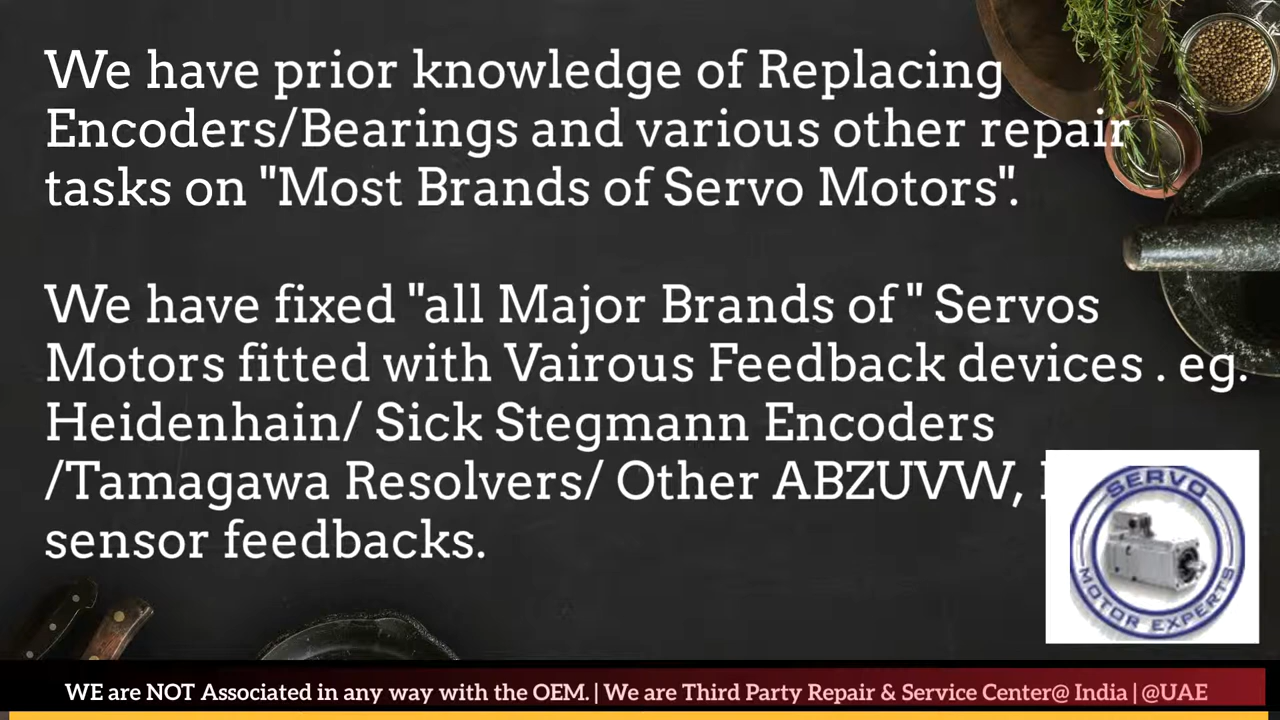 We have prior knowledge of Replacing
Encoders/Bearings and various other repair
tasks on "Most Brands of Servo Motors".
We have fixed "all Major Brands of " Servos
Motors fitted with Vairous Feedback devices . eg.
Heidenhain/ Sick Stegmann Encoders
/Tamagawa Resolvers/ Other ABZUVW,
sensor feedbacks.
SERVO
MOTOR EXPERTS
WE are NOT Associated in any way with the OEM. | We are Third Party Repair & Service Center@ India | @UAE